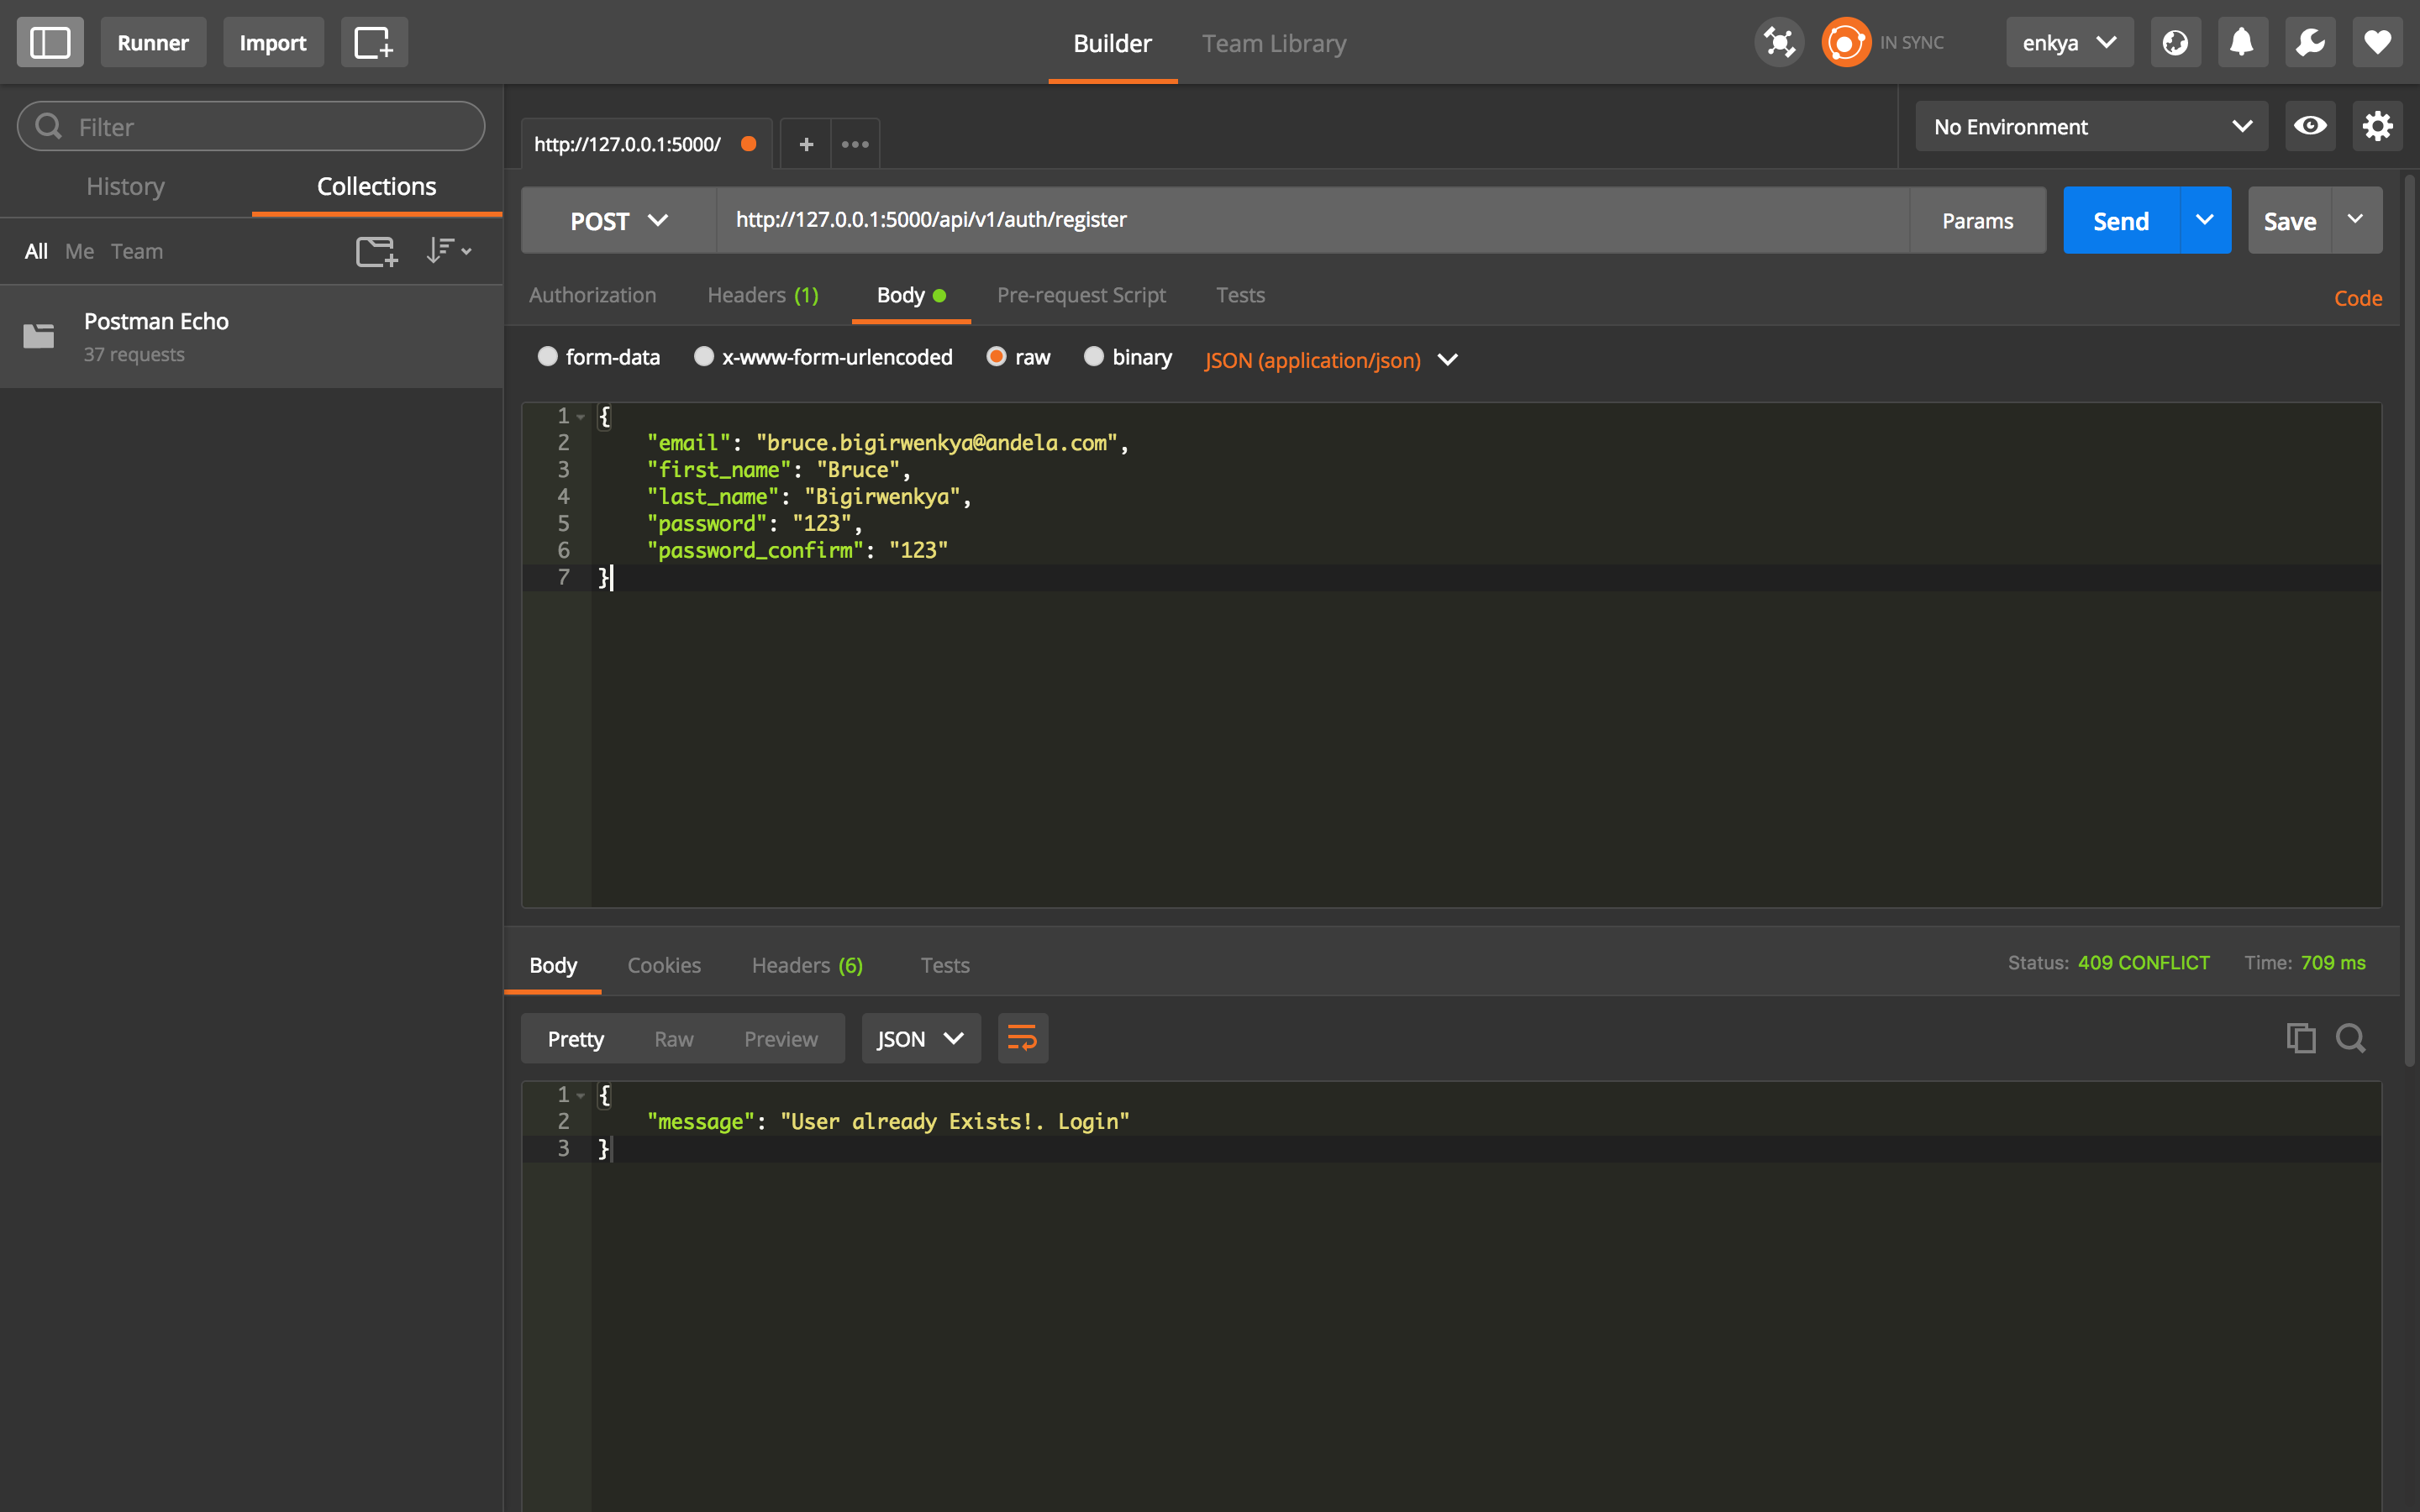 Runner Import Builder Team Library IN SYNC enkya
Filter
http://127.0.0.1:5000/ + No Environment
History Collections
POST http://127.0.0.1:5000/api/v1/auth/register Params Send Save
All Me Team
Authorization Headers (1) Body Pre-request Script Tests Code
Postman Echo
37 requests
form-data x-www-form-urlencoded raw binary JSON (application/json)
1 {
2 "email": "bruce.bigirwenkya@andela.com",
3 "first_name": "Bruce",
4 "last_name": "Bigirwenkya",
5 "password": "123",
6 "password_confirm": "123"
7 }
Body Cookies Headers (6) Tests Status: 409 CONFLICT Time: 709 ms
Pretty Raw Preview JSON
1 {
2 "message": "User already Exists!. Login"
3 }